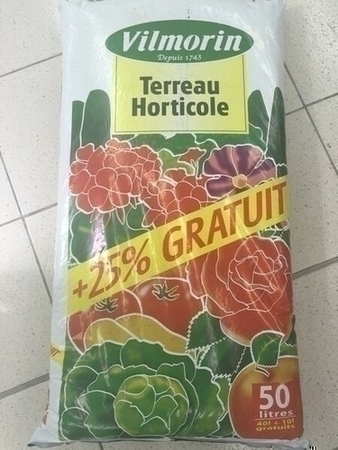 Vilmorin
Depuis 1743
Terreau
Horticole
+25% GRATUIT
50
litres
40l + 10l
gratuits